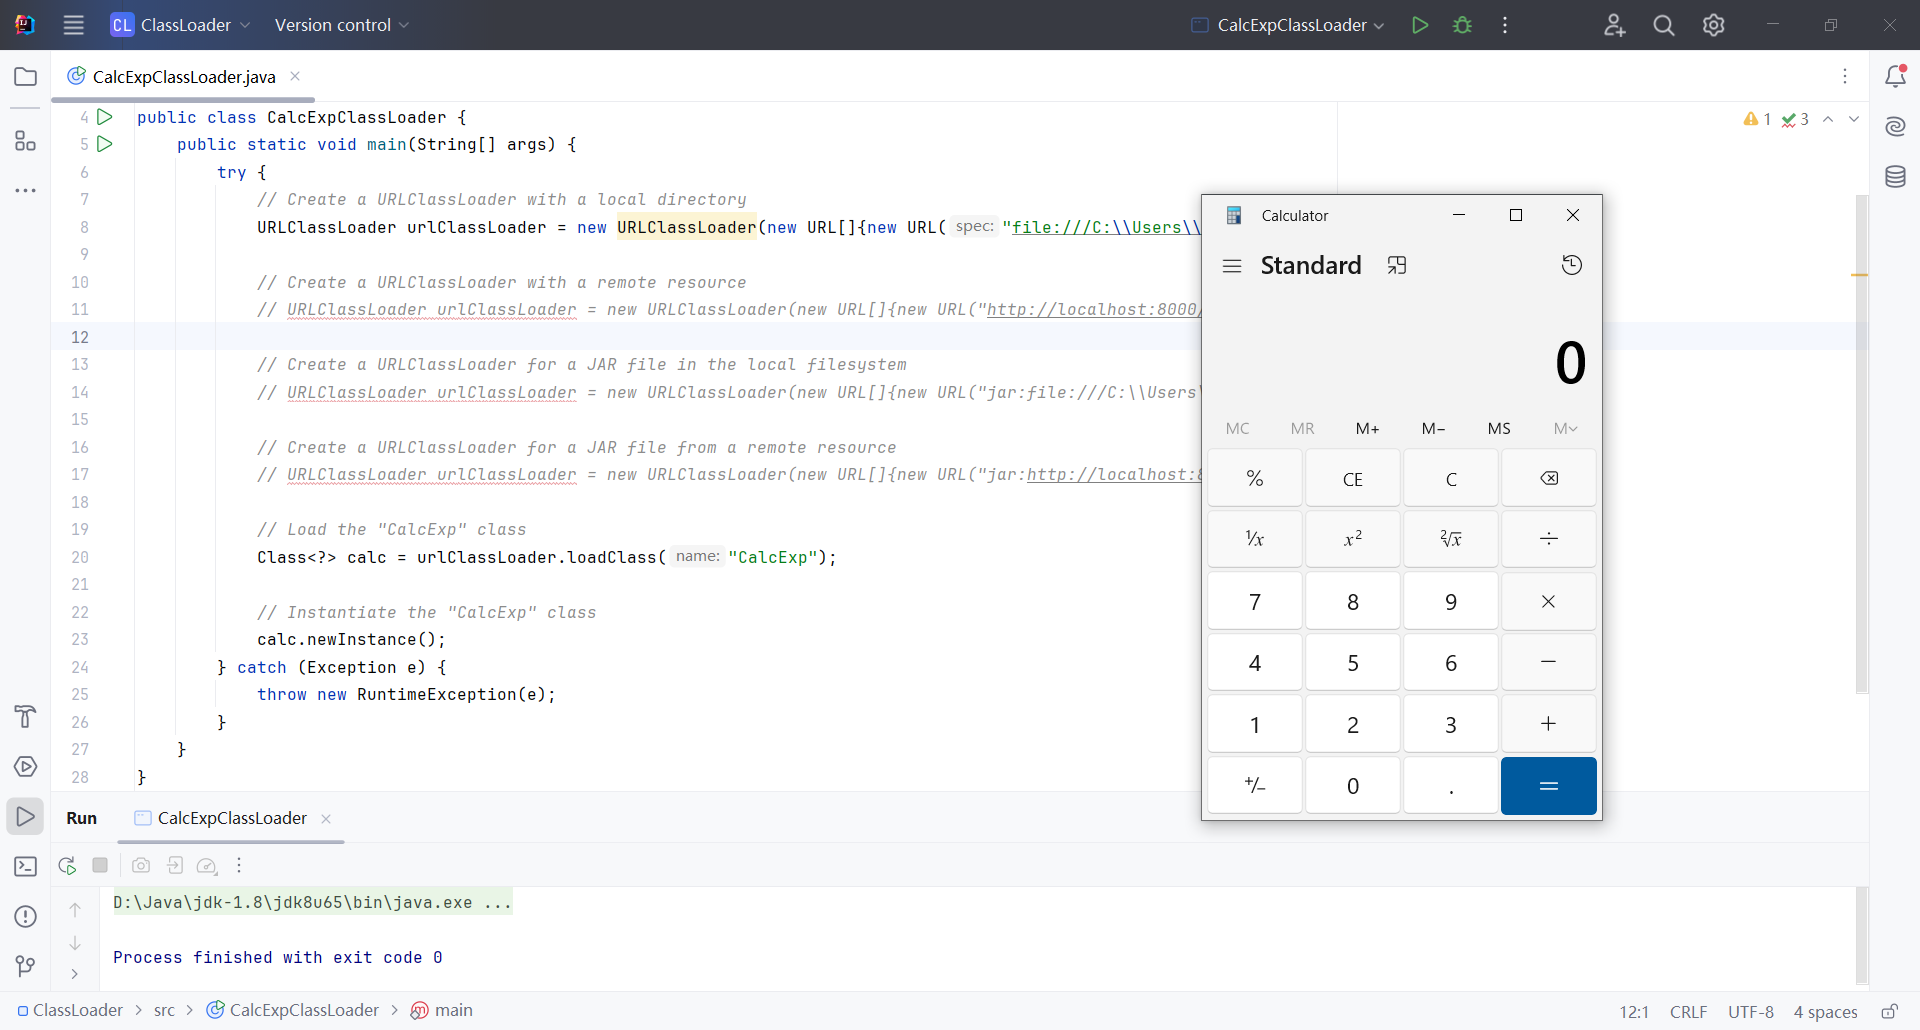 CL ClassLoader Version control CalcExpClassLoader
CalcExpClassLoader.java
4 public class CalcExpClassLoader {
5 public static void main(String[] args) {
6 try {
7 // Create a URLClassLoader with a local directory
8 URLClassLoader urlClassLoader = new URLClassLoader(new URL[]{new URL( spec: "file:///C:\\Users\\
9
10 // Create a URLClassLoader with a remote resource
11 // URLClassLoader urlClassLoader = new URLClassLoader(new URL[]{new URL("http://localhost:8000/
12
13 // Create a URLClassLoader for a JAR file in the local filesystem
14 // URLClassLoader urlClassLoader = new URLClassLoader(new URL[]{new URL("jar:file:///C:\\Users\
15
16 // Create a URLClassLoader for a JAR file from a remote resource
17 // URLClassLoader urlClassLoader = new URLClassLoader(new URL[]{new URL("jar:http://localhost:8
18
19 // Load the "CalcExp" class
20 Class<?> calc = urlClassLoader.loadClass( name: "CalcExp");
21
22 // Instantiate the "CalcExp" class
23 calc.newInstance();
24 } catch (Exception e) {
25 throw new RuntimeException(e);
26 }
27 }
28 }
1 3
Calculator
Standard
0
MC MR M+ M− MS M
% CE C
⅟x x² ²√x ÷
7 8 9 ×
4 5 6 −
1 2 3 +
+/− 0 . =
Run CalcExpClassLoader
D:\Java\jdk-1.8\jdk8u65\bin\java.exe ...
Process finished with exit code 0
ClassLoader > src > CalcExpClassLoader > main
12:1 CRLF UTF-8 4 spaces